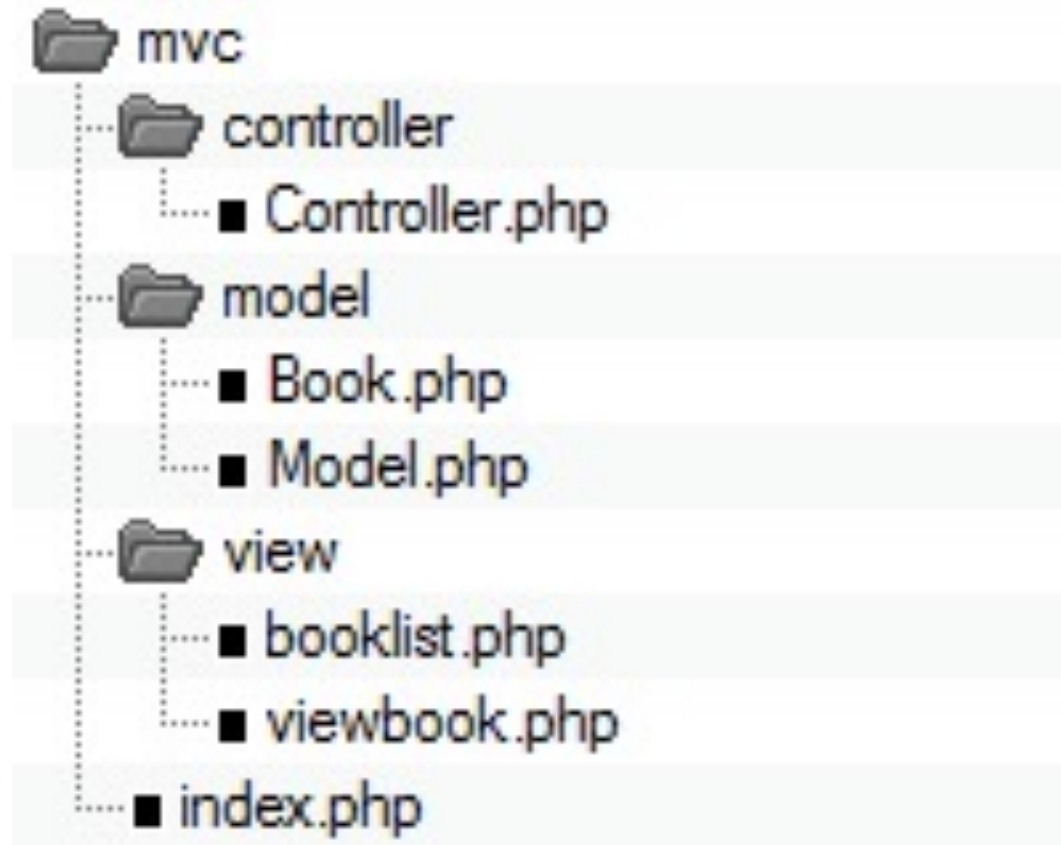 mvc
controller
Controller.php
model
Book.php
Model.php
view
booklist.php
viewbook.php
index.php